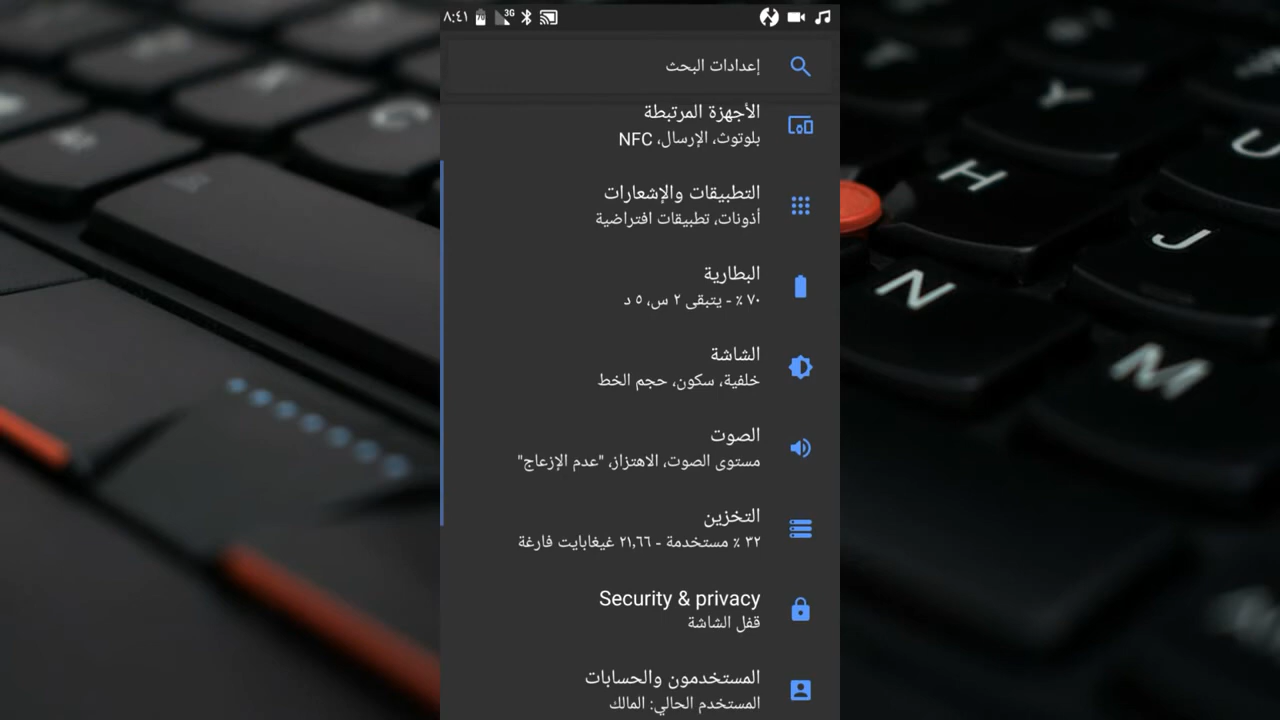 ٨:٤١ 70 3G
إعدادات البحث
الأجهزة المرتبطة
بلوتوث، الإرسال، NFC
التطبيقات والإشعارات
أذونات، تطبيقات افتراضية
البطارية
٧٠ ٪ - يتبقى ٢ س، ٥ د
الشاشة
خلفية، سكون، حجم الخط
الصوت
مستوى الصوت، الاهتزاز، "عدم الإزعاج"
التخزين
٣٢ ٪ مستخدمة - ٢١,٦٦ غيغابايت فارغة
Security & privacy
قفل الشاشة
المستخدمون والحسابات
المستخدم الحالي: المالك
G
Y
U
H
J
N
M